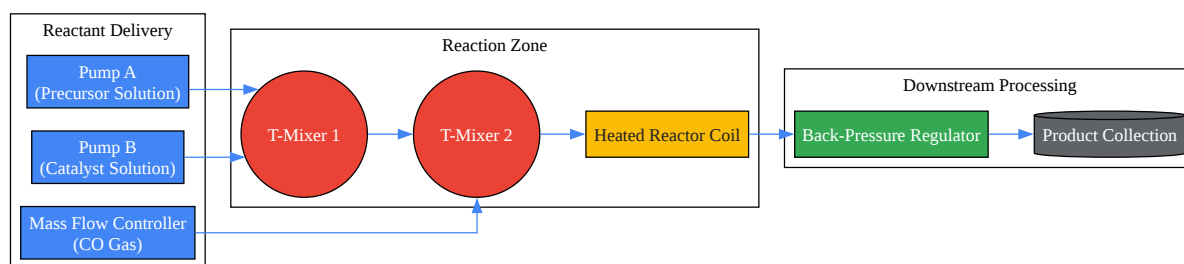 Reactant Delivery
Pump A
(Precursor Solution)
Pump B
(Catalyst Solution)
Mass Flow Controller
(CO Gas)
Reaction Zone
T-Mixer 1
T-Mixer 2
Heated Reactor Coil
Downstream Processing
Back-Pressure Regulator
Product Collection